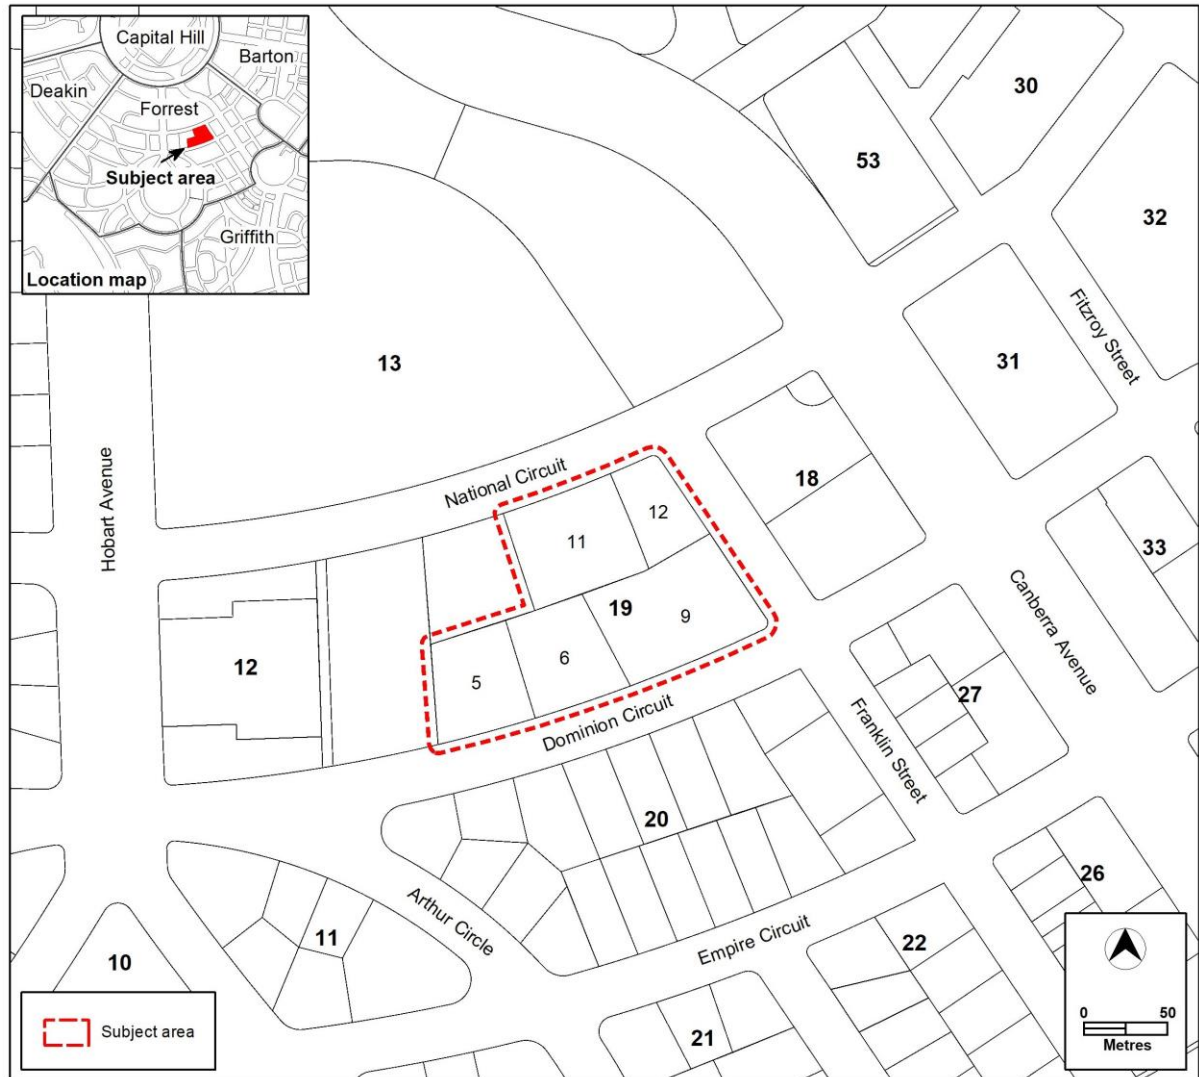 Capital Hill
Barton
Deakin
Forrest
Subject area
Griffith
Location map
30
53
32
Fitzroy Street
13
31
National Circuit
18
Hobart Avenue
12
11
33
Canberra Avenue
19
9
12
6
5
Dominion Circuit
27
Franklin Street
20
26
Arthur Circle
11
Empire Circuit
22
10
21
Subject area
0 50
Metres